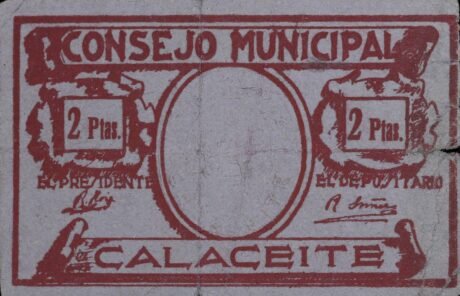 CONSEJO MUNICIPAL
2 Ptas. 2 Ptas.
EL PRESIDENTE EL DEPOSITARIO
CALACEITE